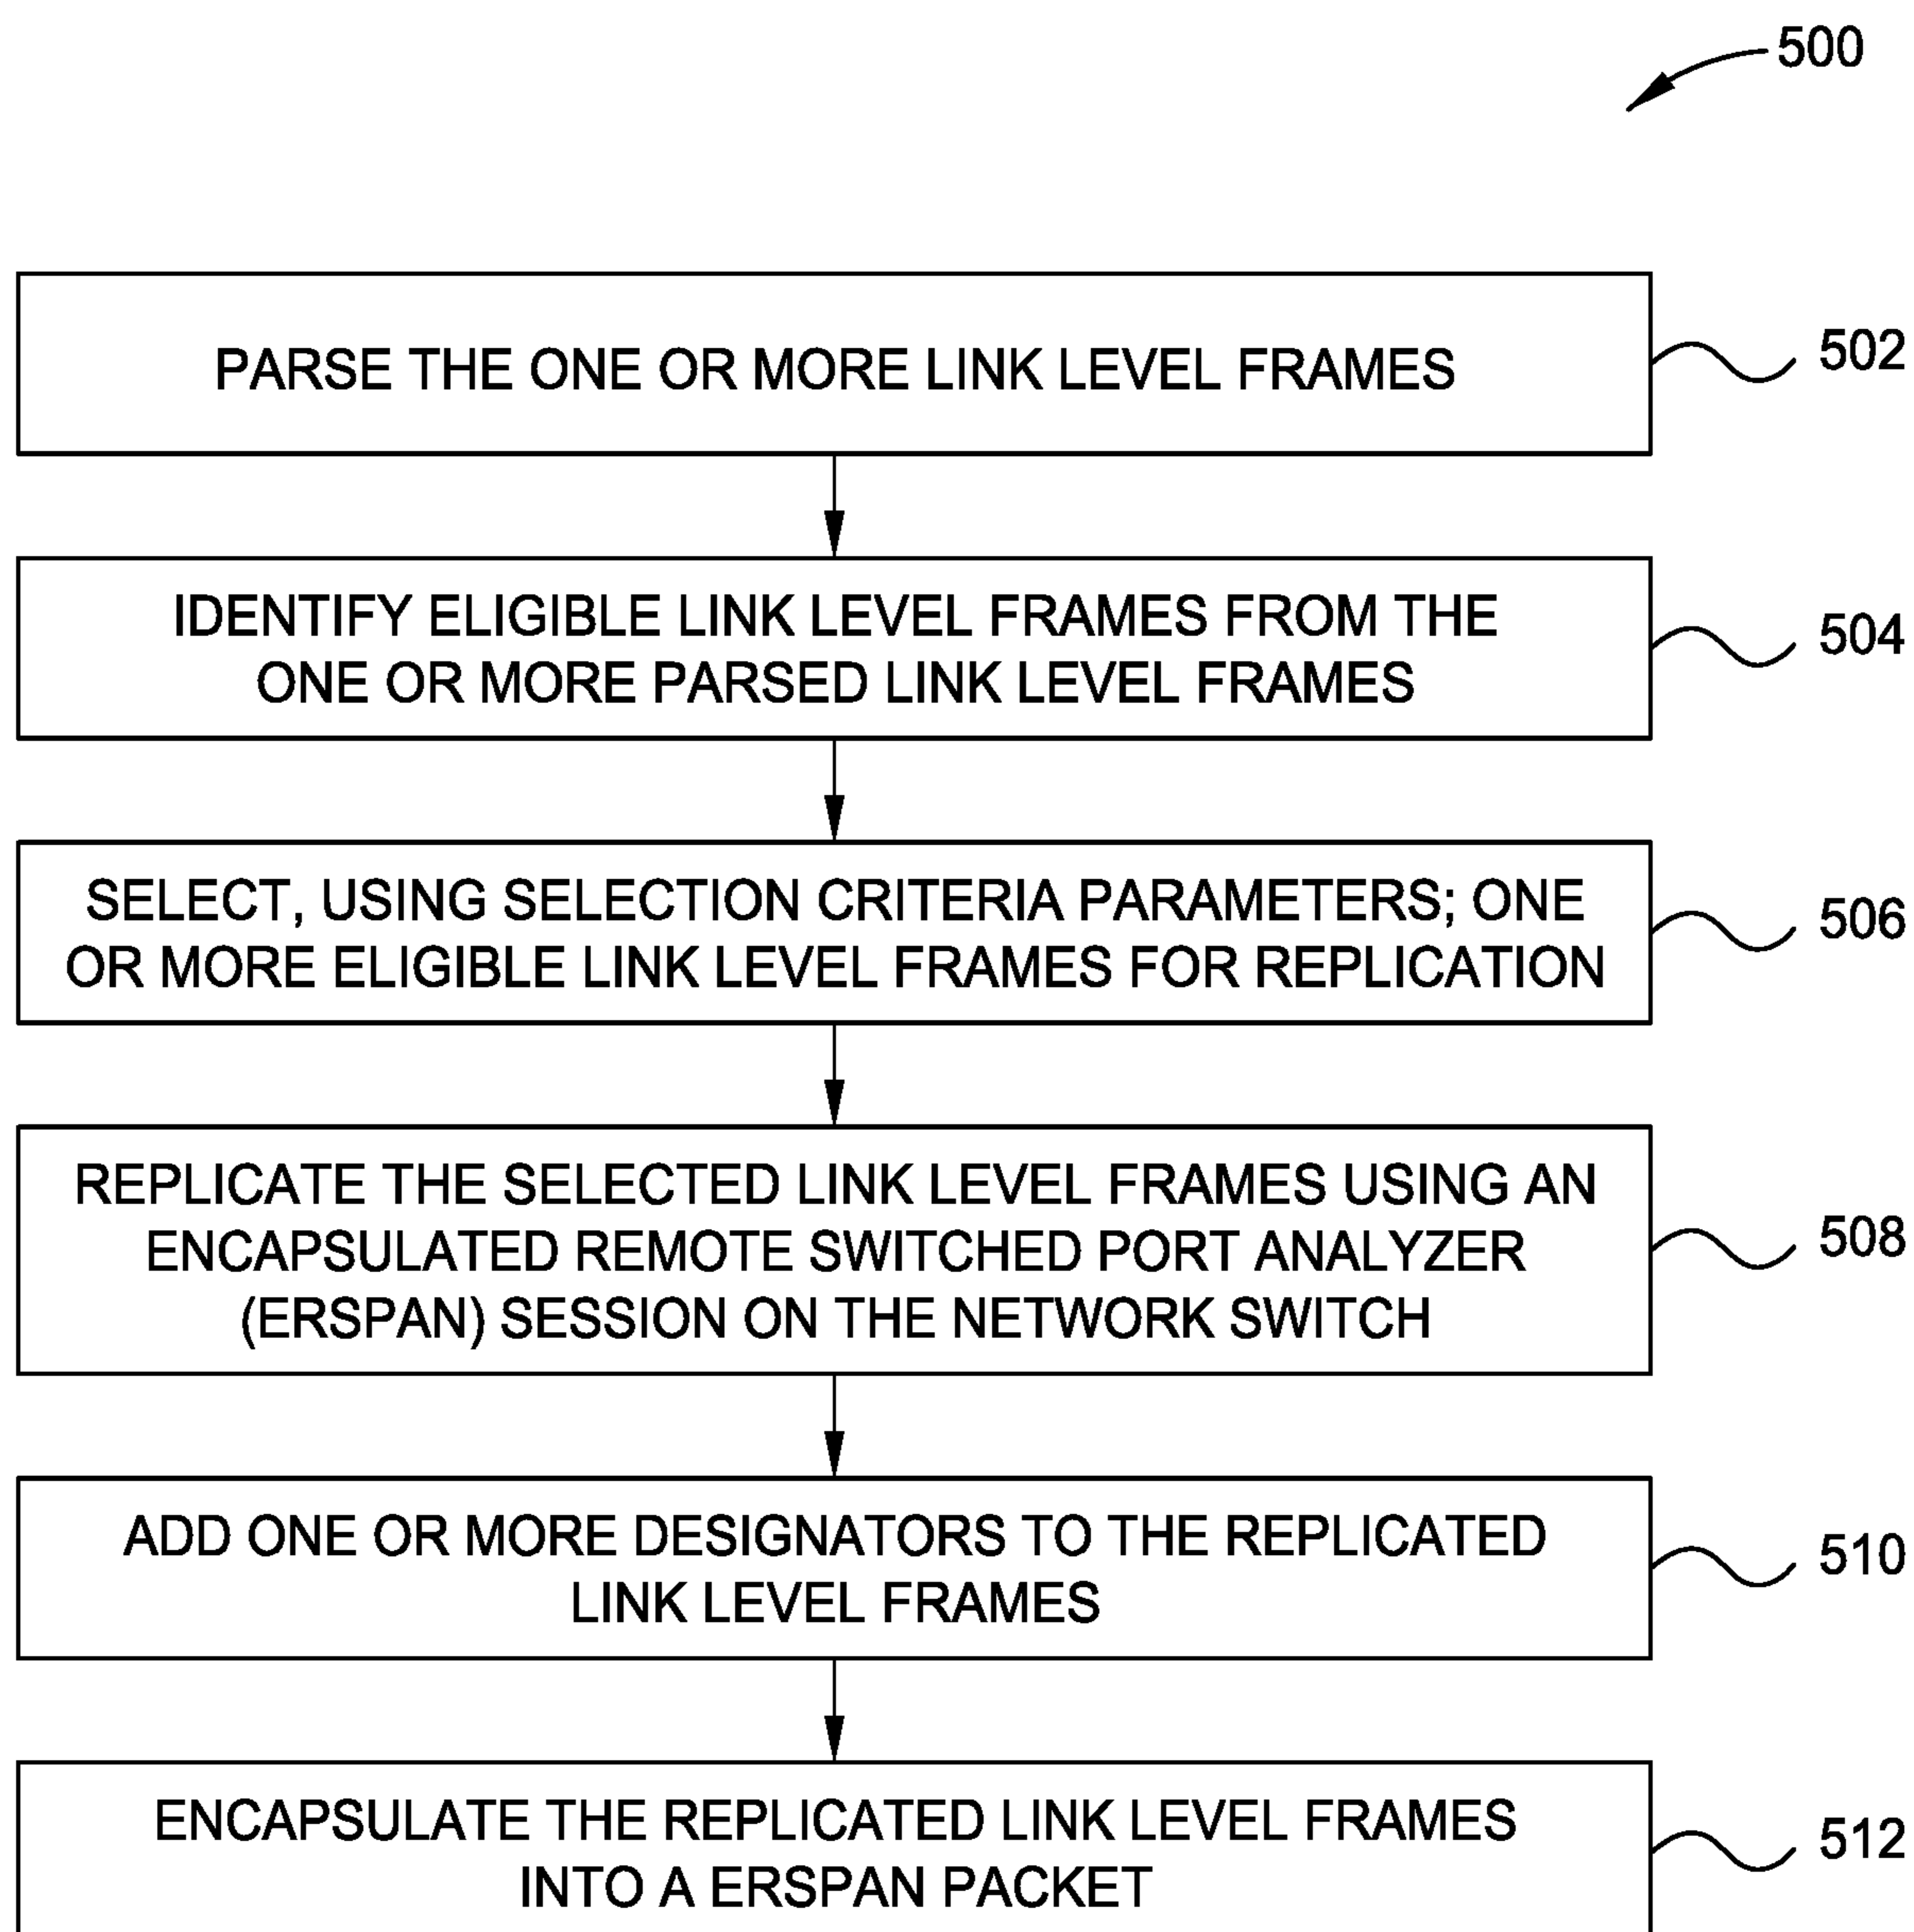 500
PARSE THE ONE OR MORE LINK LEVEL FRAMES
502
IDENTIFY ELIGIBLE LINK LEVEL FRAMES FROM THE
ONE OR MORE PARSED LINK LEVEL FRAMES
504
SELECT, USING SELECTION CRITERIA PARAMETERS; ONE
OR MORE ELIGIBLE LINK LEVEL FRAMES FOR REPLICATION
506
REPLICATE THE SELECTED LINK LEVEL FRAMES USING AN
ENCAPSULATED REMOTE SWITCHED PORT ANALYZER
(ERSPAN) SESSION ON THE NETWORK SWITCH
508
ADD ONE OR MORE DESIGNATORS TO THE REPLICATED
LINK LEVEL FRAMES
510
ENCAPSULATE THE REPLICATED LINK LEVEL FRAMES
INTO A ERSPAN PACKET
512